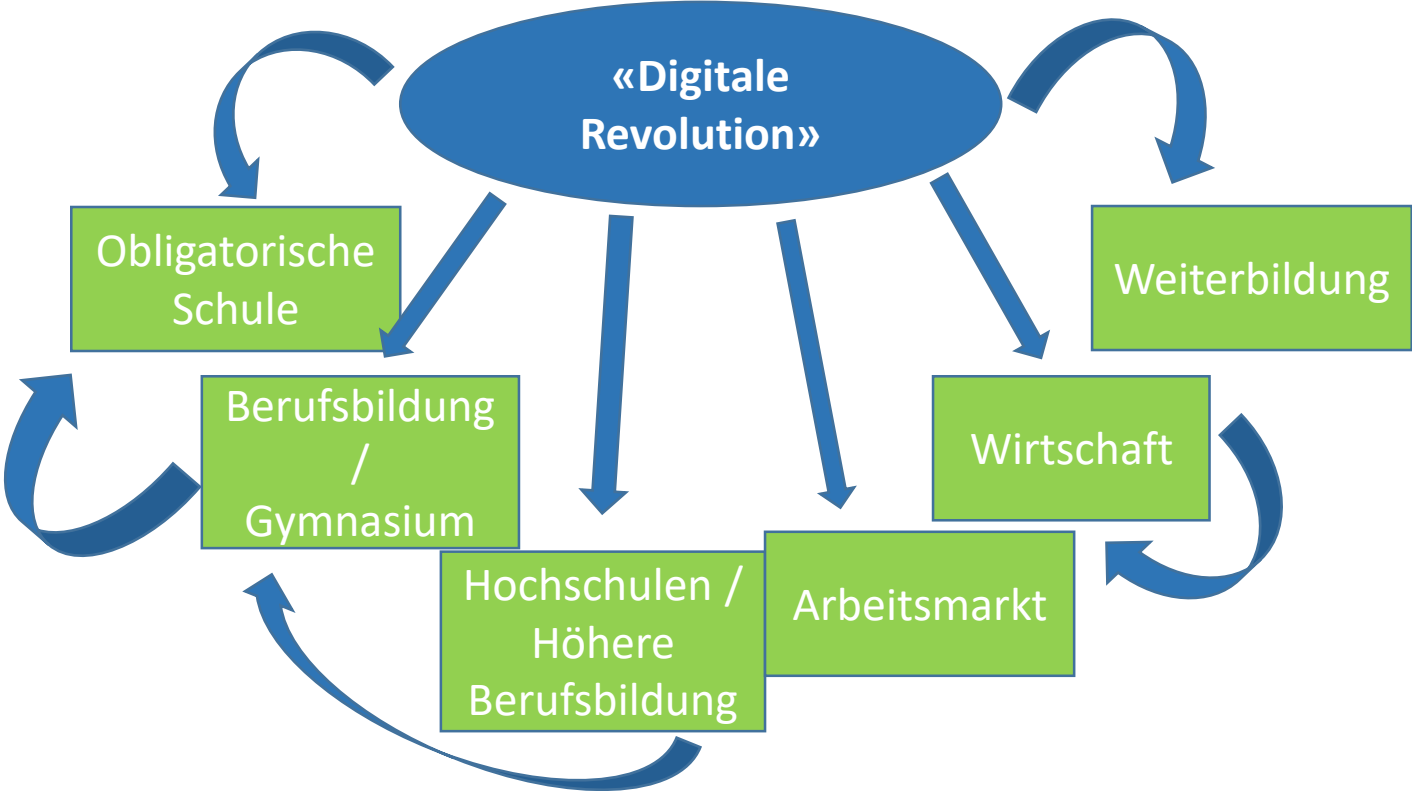 «Digitale
Revolution»
Obligatorische
Schule
Weiterbildung
Berufsbildung
/
Gymnasium
Wirtschaft
Hochschulen /
Höhere
Berufsbildung
Arbeitsmarkt